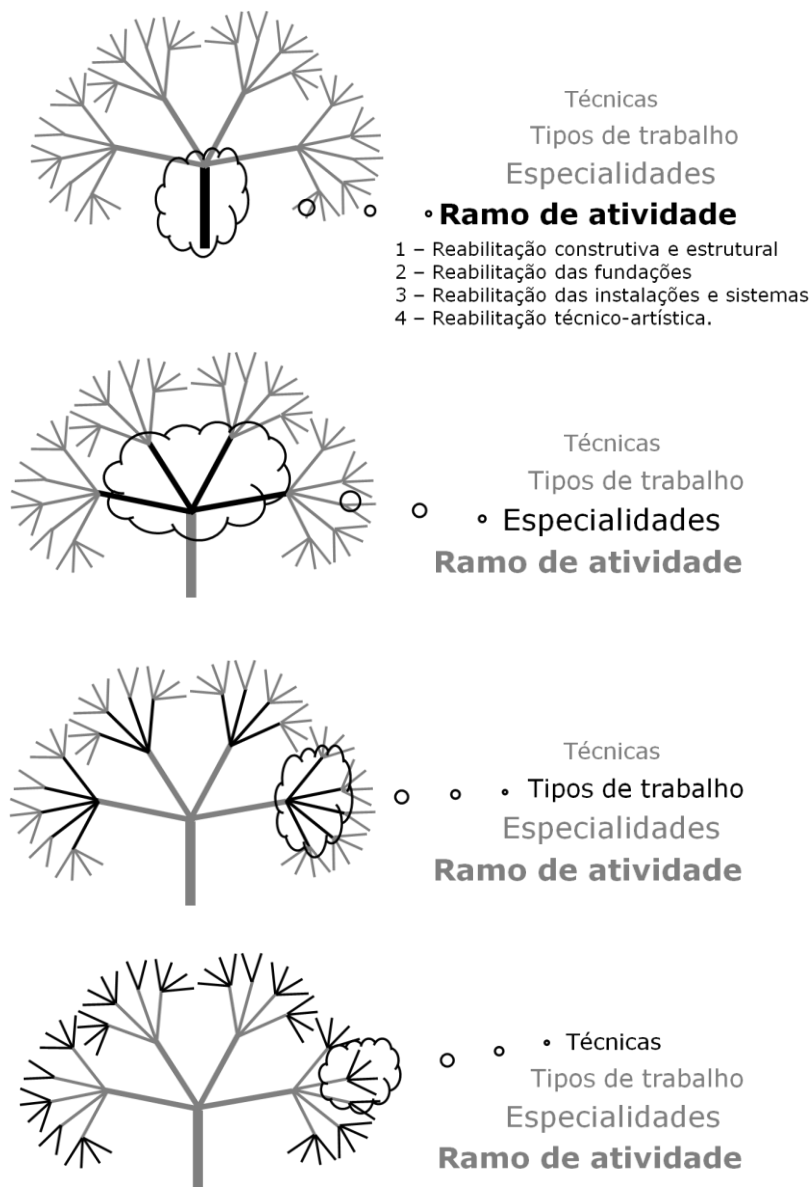 Técnicas
Tipos de trabalho
Especialidades
Ramo de atividade
1 – Reabilitação construtiva e estrutural
2 – Reabilitação das fundações
3 – Reabilitação das instalações e sistemas
4 – Reabilitação técnico-artística.
Técnicas
Tipos de trabalho
Especialidades
Ramo de atividade
Técnicas
Tipos de trabalho
Especialidades
Ramo de atividade
Técnicas
Tipos de trabalho
Especialidades
Ramo de atividade